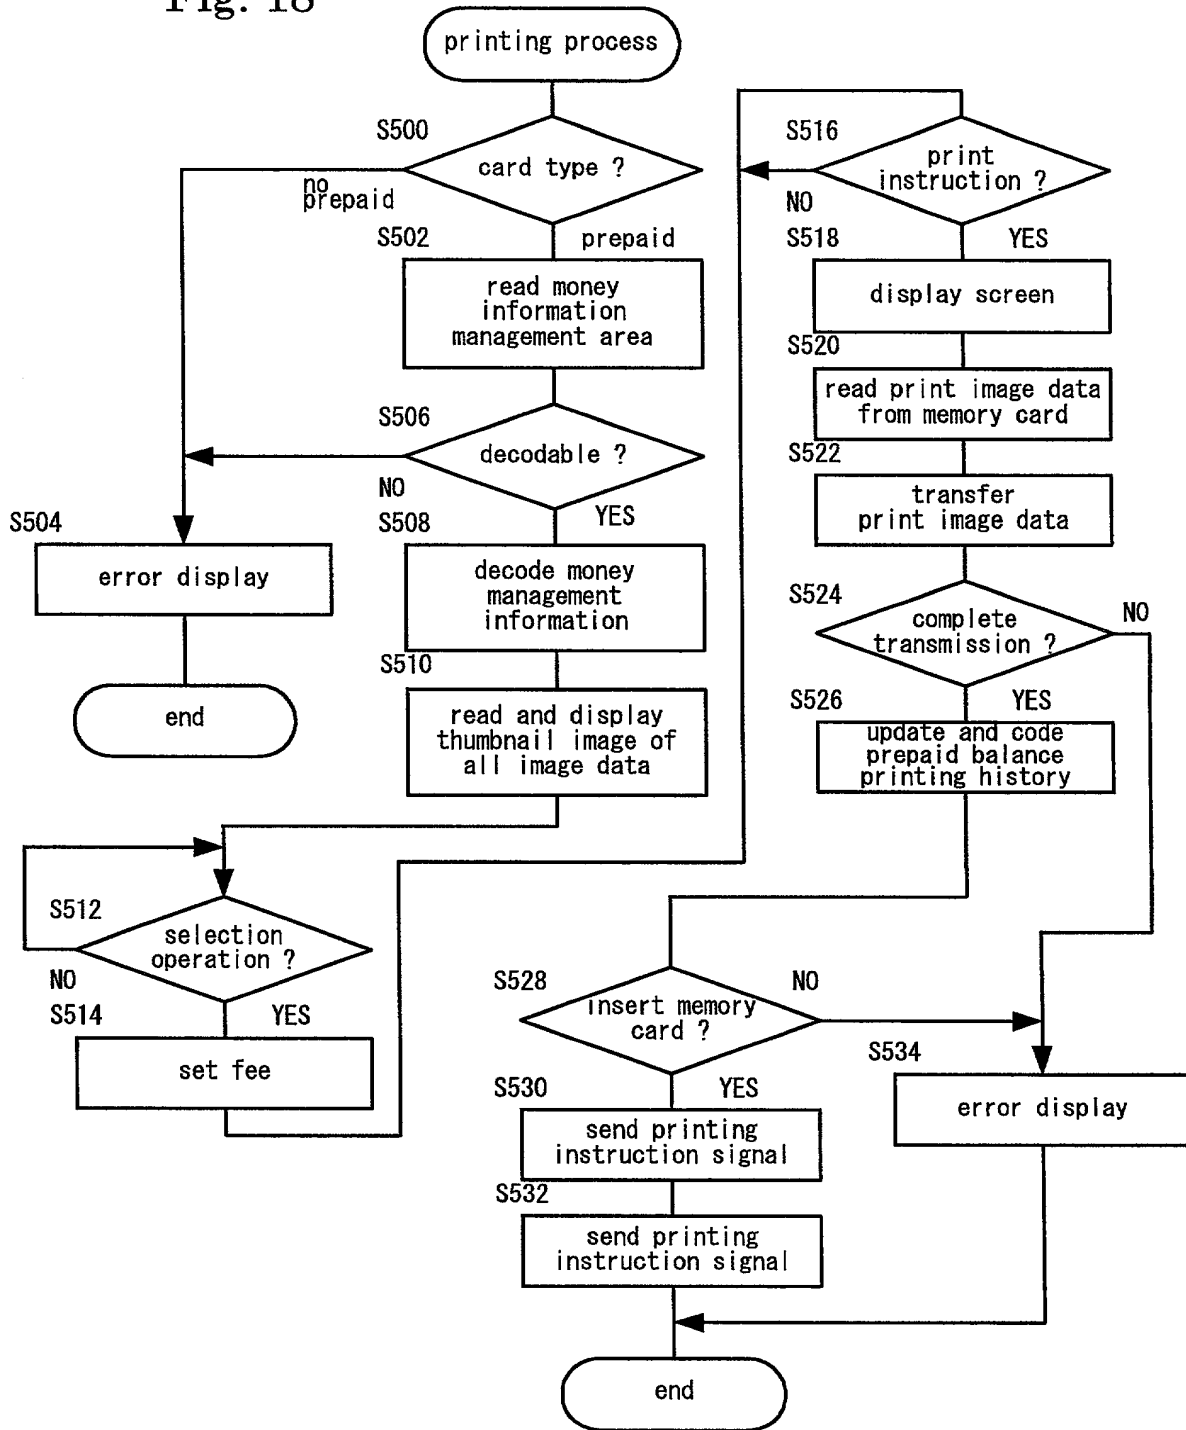 Fig. 18
printing process
S500
card type ?
no
prepaid
prepaid
S502
read money
information
management area
S506
decodable ?
NO
YES
S504
error display
end
S508
decode money
management
information
S510
read and display
thumbnail image of
all image data
S512
selection
operation ?
NO
YES
S514
set fee
S516
print
instruction ?
NO
YES
S518
display screen
S520
read print image data
from memory card
S522
transfer
print image data
S524
complete
transmission ?
NO
YES
S526
update and code
prepaid balance
printing history
S528
insert memory
card ?
NO
YES
S530
send printing
instruction signal
S532
send printing
instruction signal
S534
error display
end